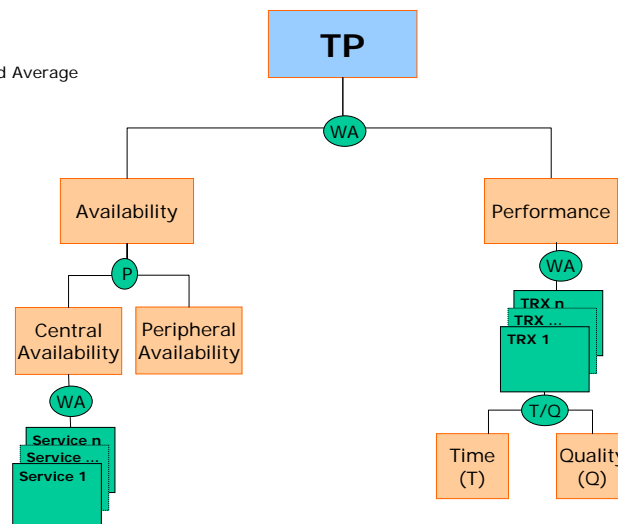 TP
d Average
WA
Availability
Performance
P
WA
TRX n
TRX ...
TRX 1
Central
Availability
Peripheral
Availability
WA
T/Q
Service n
Service ...
Service 1
Time
(T)
Quality
(Q)